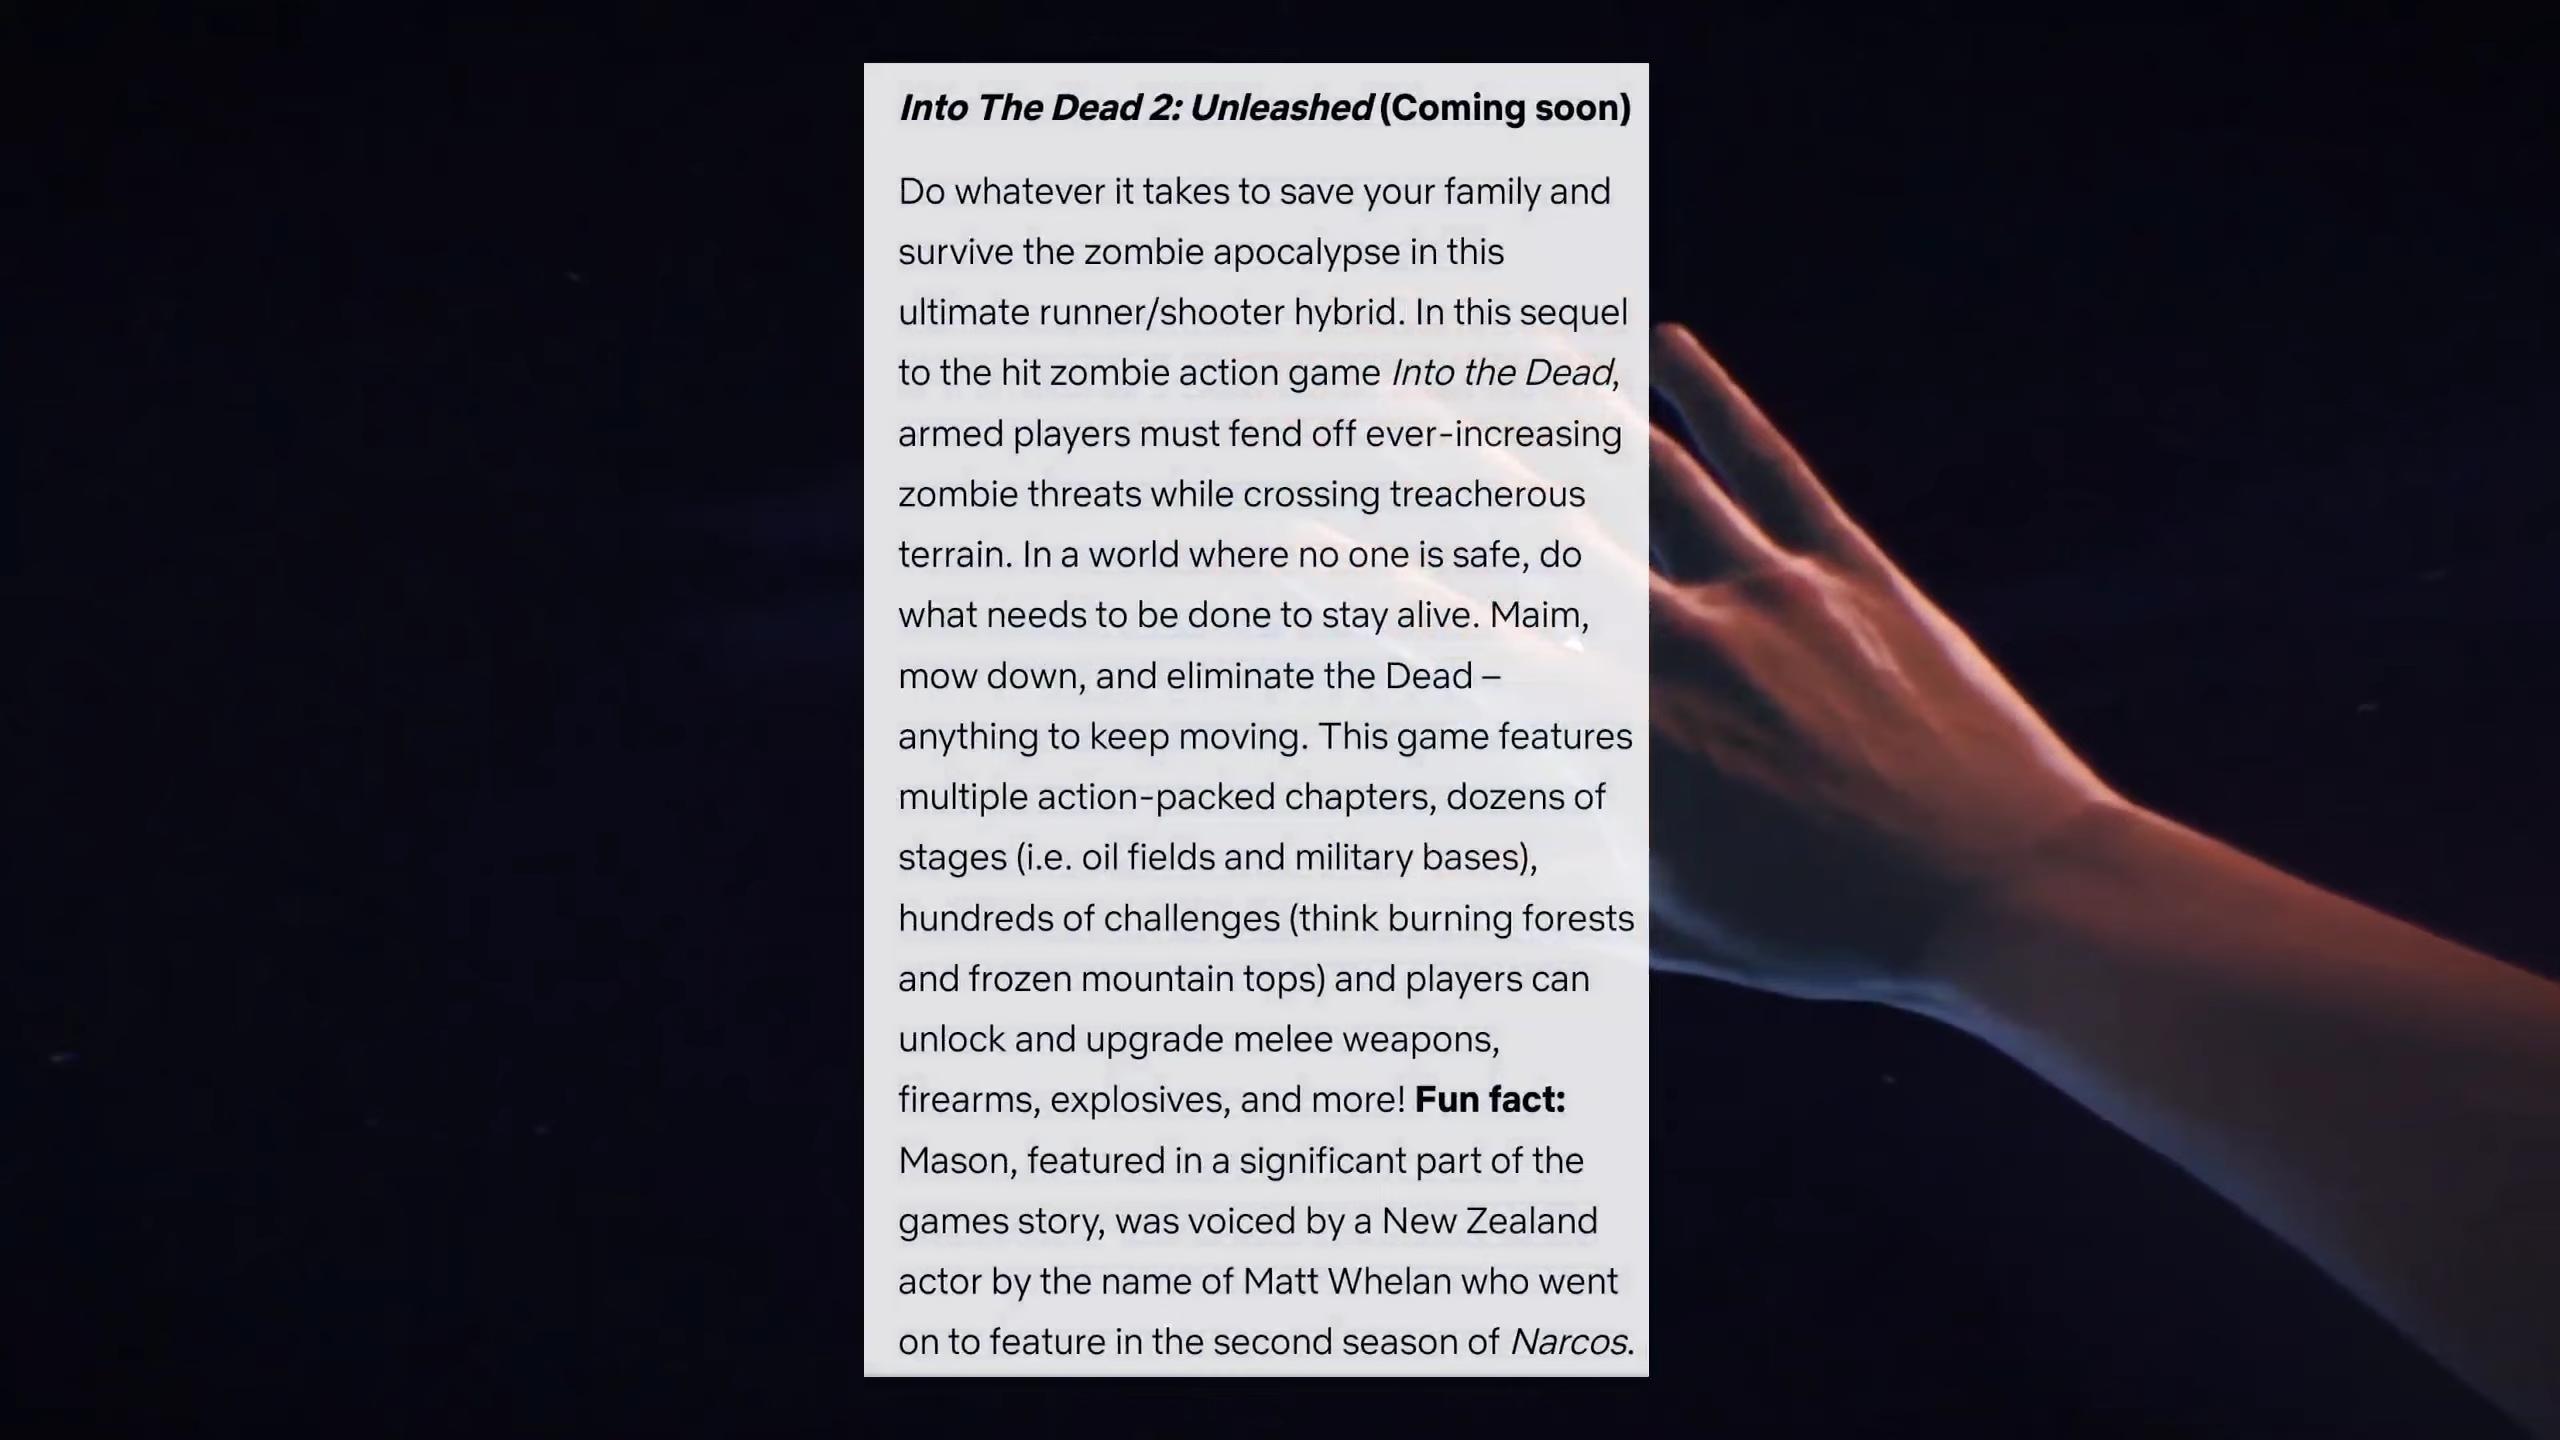 Into The Dead 2: Unleashed (Coming soon)
Do whatever it takes to save your family and
survive the zombie apocalypse in this
ultimate runner/shooter hybrid. In this sequel
to the hit zombie action game Into the Dead,
armed players must fend off ever-increasing
zombie threats while crossing treacherous
terrain. In a world where no one is safe, do
what needs to be done to stay alive. Maim,
mow down, and eliminate the Dead –
anything to keep moving. This game features
multiple action-packed chapters, dozens of
stages (i.e. oil fields and military bases),
hundreds of challenges (think burning forests
and frozen mountain tops) and players can
unlock and upgrade melee weapons,
firearms, explosives, and more! Fun fact:
Mason, featured in a significant part of the
games story, was voiced by a New Zealand
actor by the name of Matt Whelan who went
on to feature in the second season of Narcos.